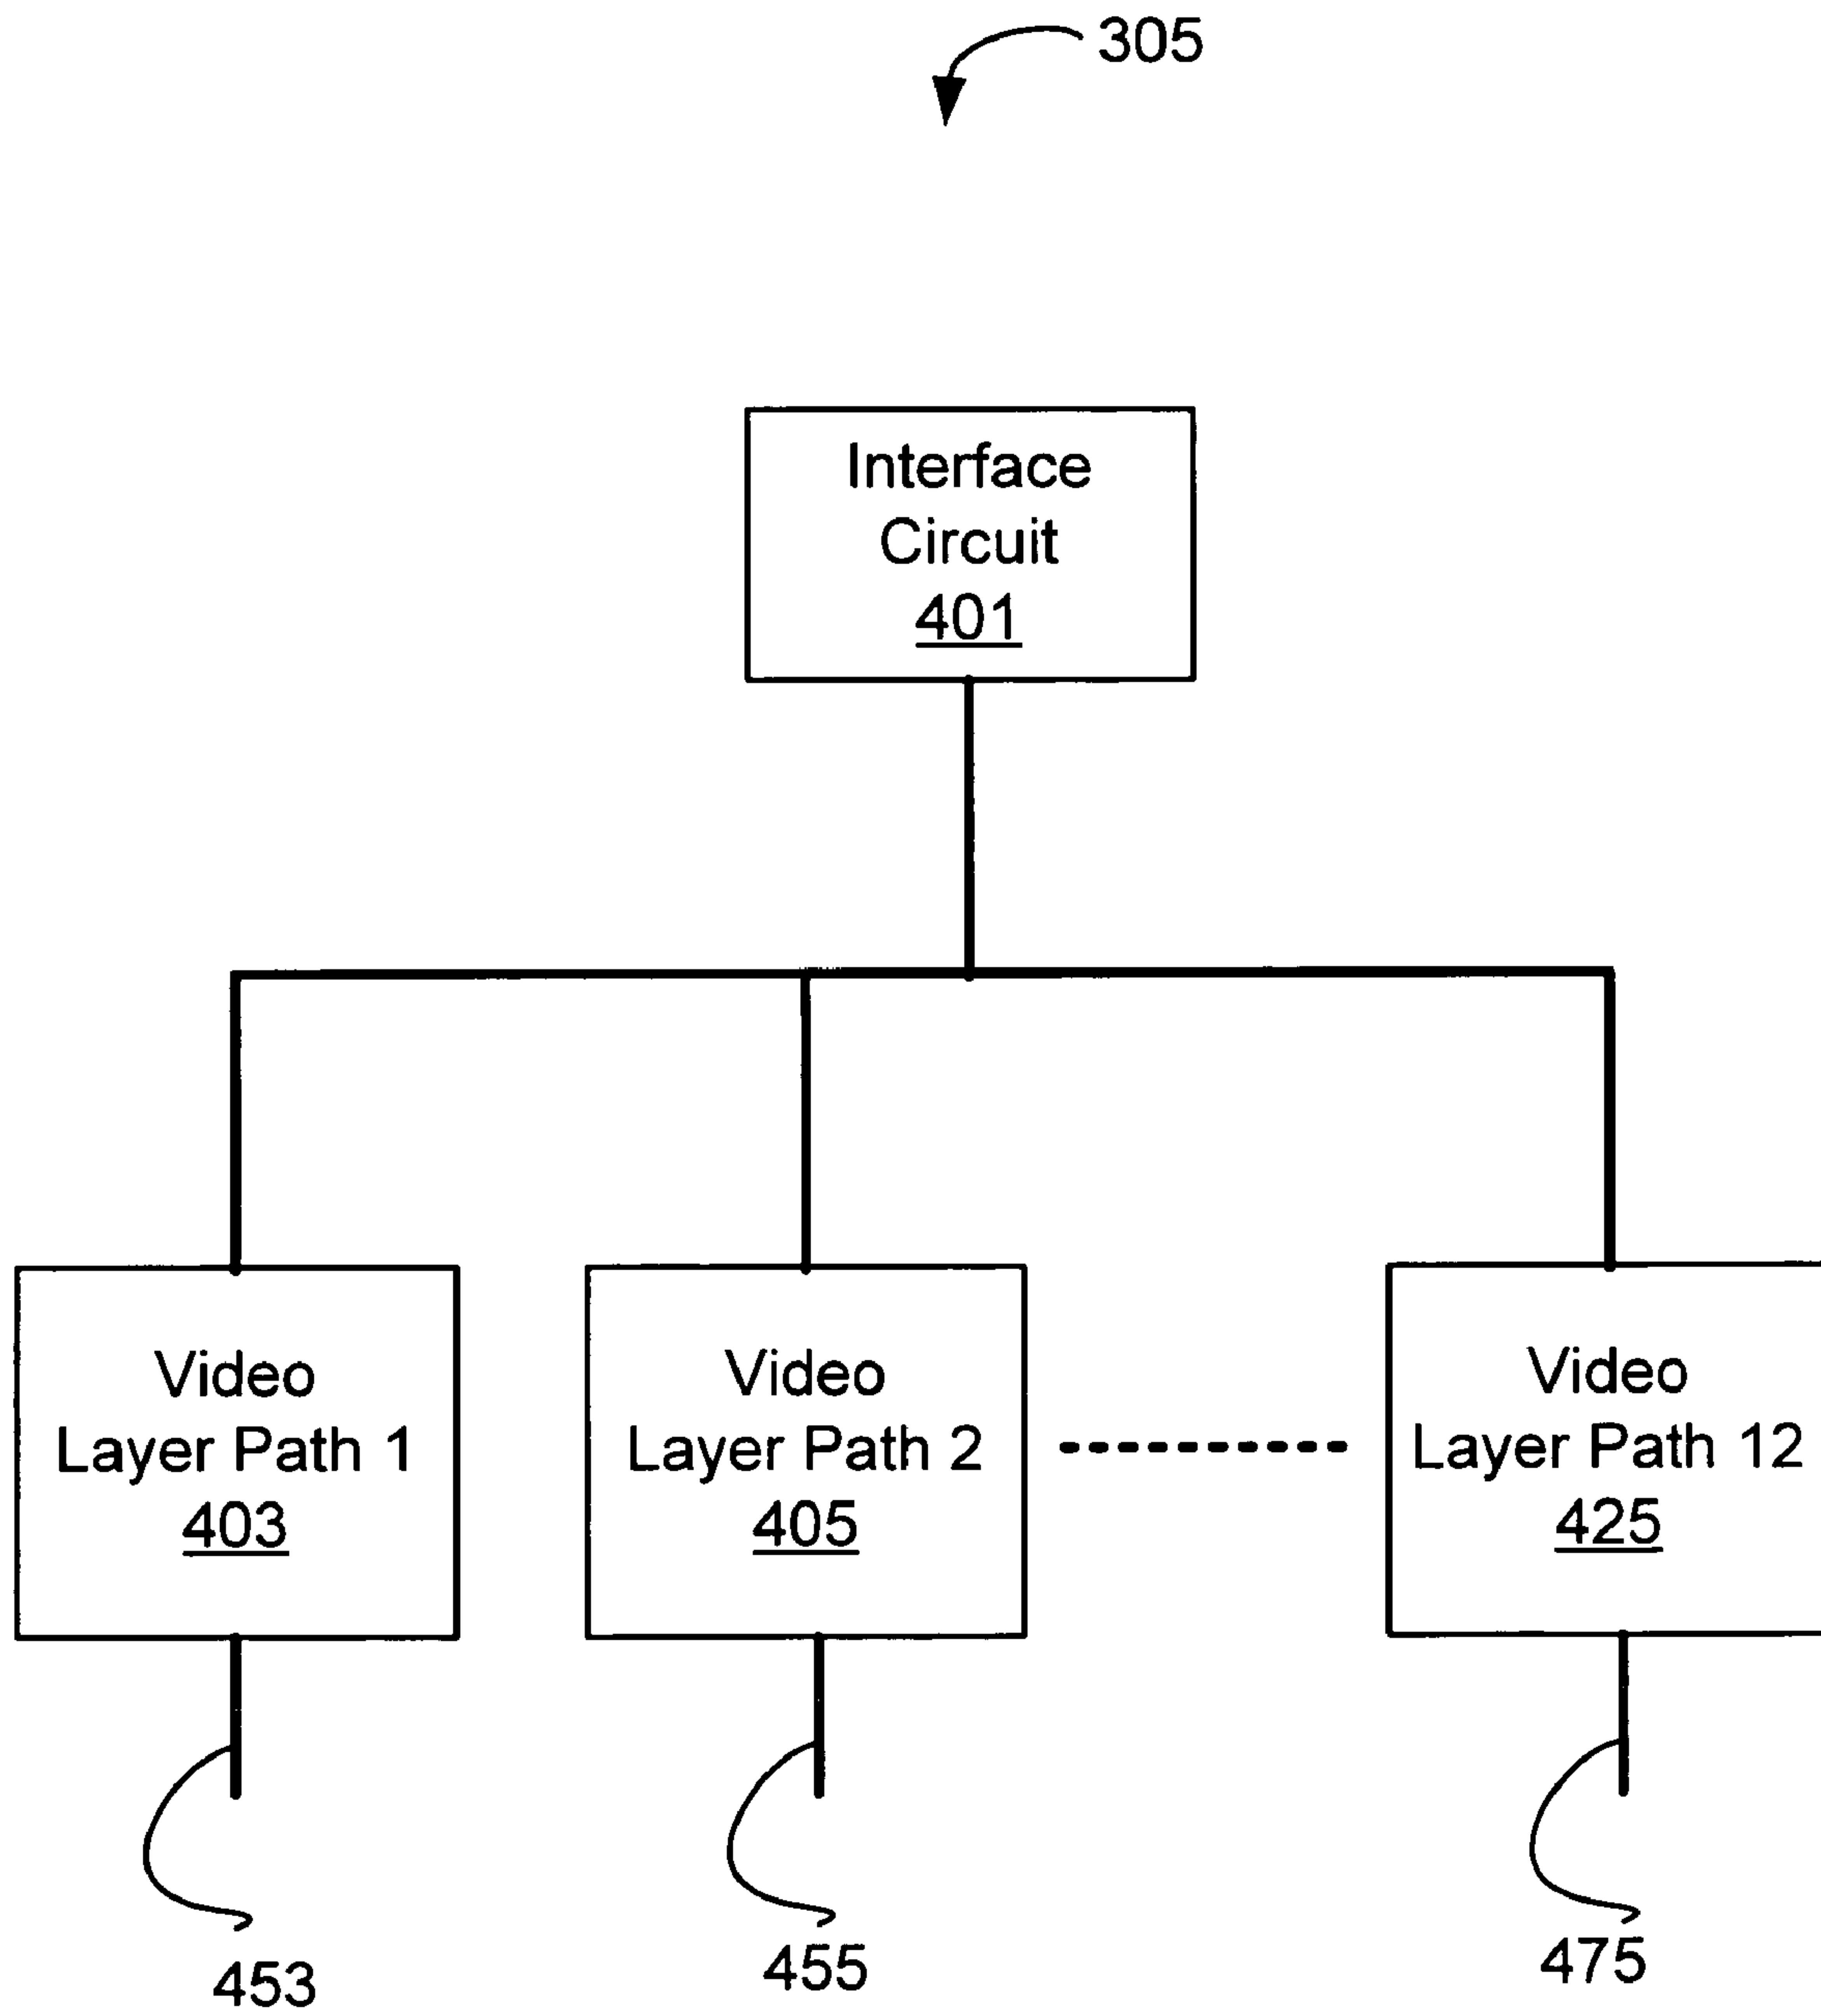 305
Interface
Circuit
401
Video
Layer Path 1
403
Video
Layer Path 2
405
Video
Layer Path 12
425
453
455
475